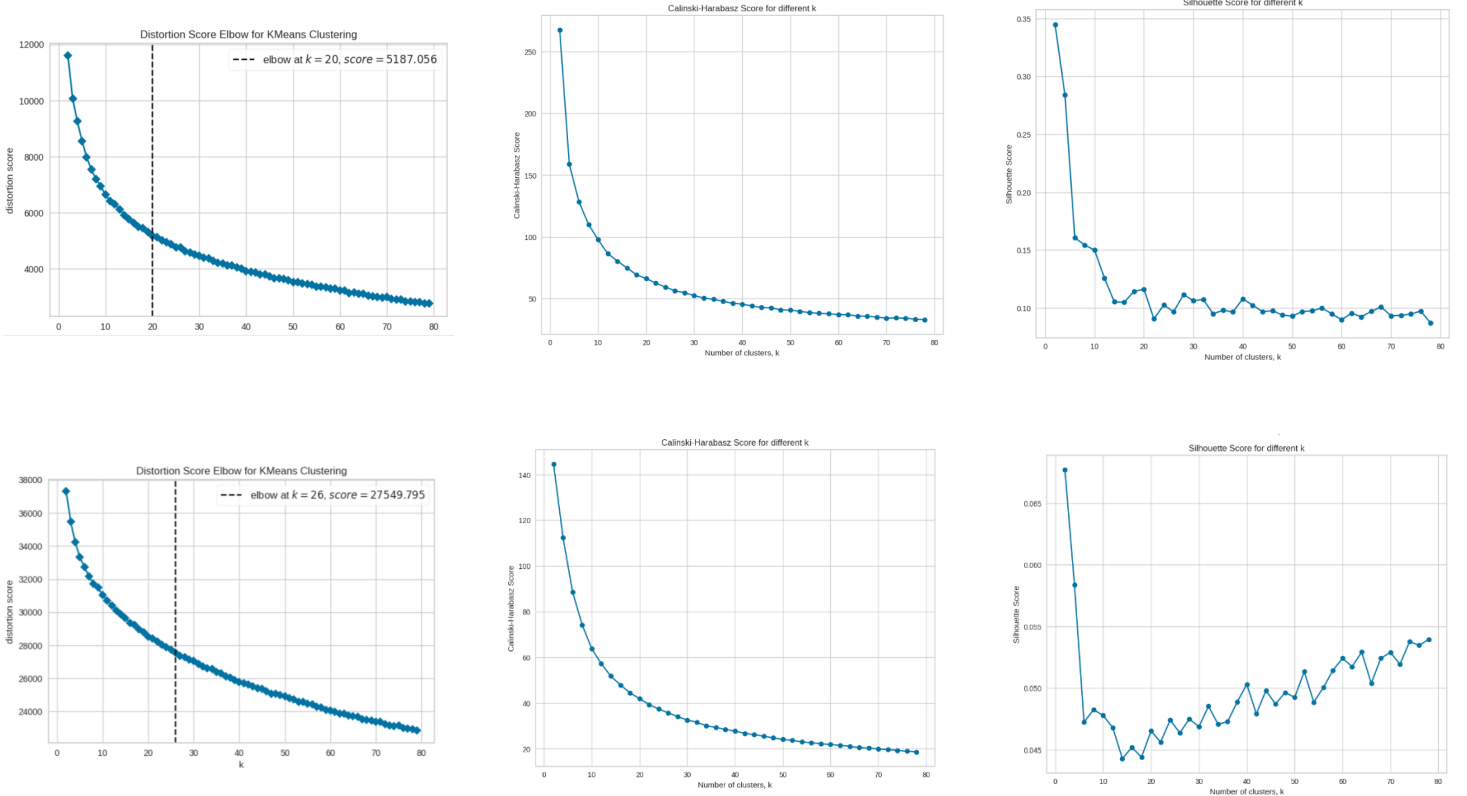 Distortion Score Elbow for KMeans Clustering
elbow at k = 20, score = 5187.056
distortion score
12000
10000
8000
6000
4000
0 10 20 30 40 50 60 70 80
Calinski-Harabasz Score for different k
Calinski-Harabasz Score
250
200
150
100
50
0 10 20 30 40 50 60 70 80
Number of clusters, k
Silhouette Score for different k
Silhouette Score
0.35
0.30
0.25
0.20
0.15
0.10
0 10 20 30 40 50 60 70 80
Number of clusters, k
Distortion Score Elbow for KMeans Clustering
elbow at k = 26, score = 27549.795
distortion score
38000
36000
34000
32000
30000
28000
26000
24000
0 10 20 30 40 50 60 70 80
k
Calinski-Harabasz Score for different k
Calinski-Harabasz Score
140
120
100
80
60
40
20
0 10 20 30 40 50 60 70 80
Number of clusters, k
Silhouette Score for different k
Silhouette Score
0.065
0.060
0.055
0.050
0.045
0 10 20 30 40 50 60 70 80
Number of clusters, k